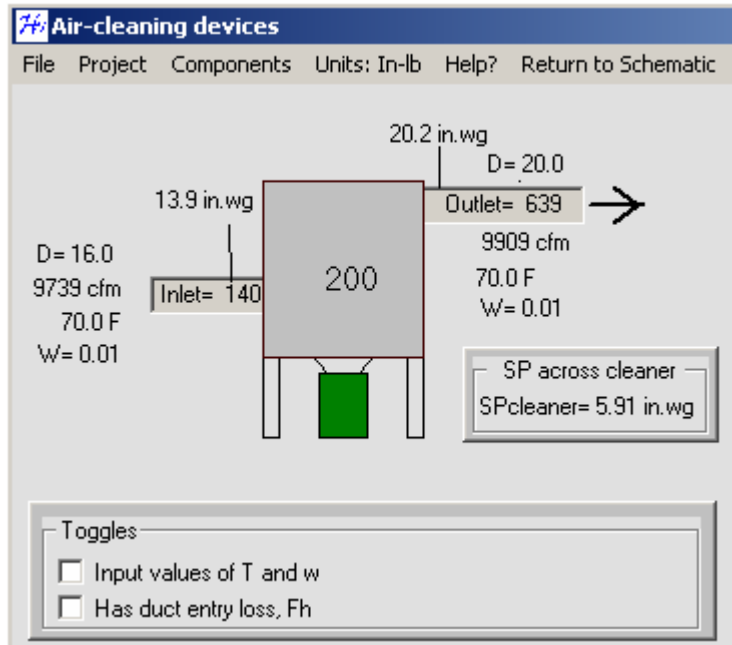 Hv Air-cleaning devices
File Project Components Units: In-lb Help? Return to Schematic
20.2 in.wg
D= 20.0
13.9 in.wg
Outlet= 639
D= 16.0
9909 cfm
9739 cfm
Inlet= 140
200
70.0 F
70.0 F
W= 0.01
W= 0.01
SP across cleaner
SPcleaner= 5.91 in.wg
Toggles
Input values of T and w
Has duct entry loss, Fh